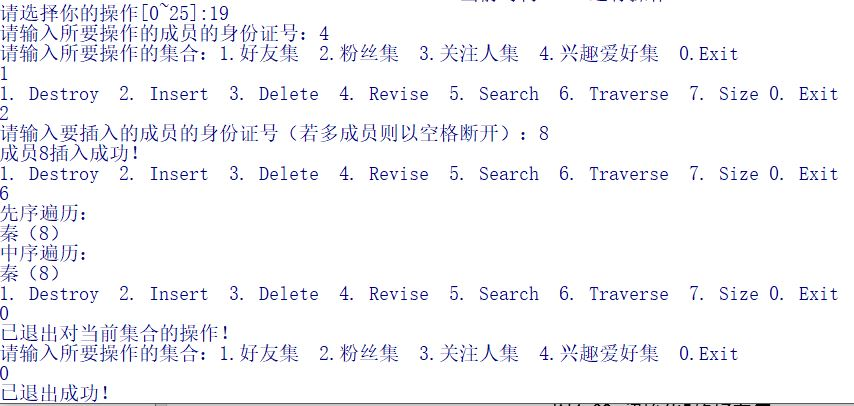 请选择你的操作[0~25]:19
请输入所要操作的成员的身份证号：4
请输入所要操作的集合：1.好友集  2.粉丝集  3.关注人集  4.兴趣爱好集  0.Exit
1
1. Destroy  2. Insert  3. Delete  4. Revise  5. Search  6. Traverse  7. Size 0. Exit
2
请输入要插入的成员的身份证号（若多成员则以空格断开）：8
成员8插入成功！
1. Destroy  2. Insert  3. Delete  4. Revise  5. Search  6. Traverse  7. Size 0. Exit
6
先序遍历：
秦（8）
中序遍历：
秦（8）
1. Destroy  2. Insert  3. Delete  4. Revise  5. Search  6. Traverse  7. Size 0. Exit
0
已退出对当前集合的操作！
请输入所要操作的集合：1.好友集  2.粉丝集  3.关注人集  4.兴趣爱好集  0.Exit
0
已退出成功！